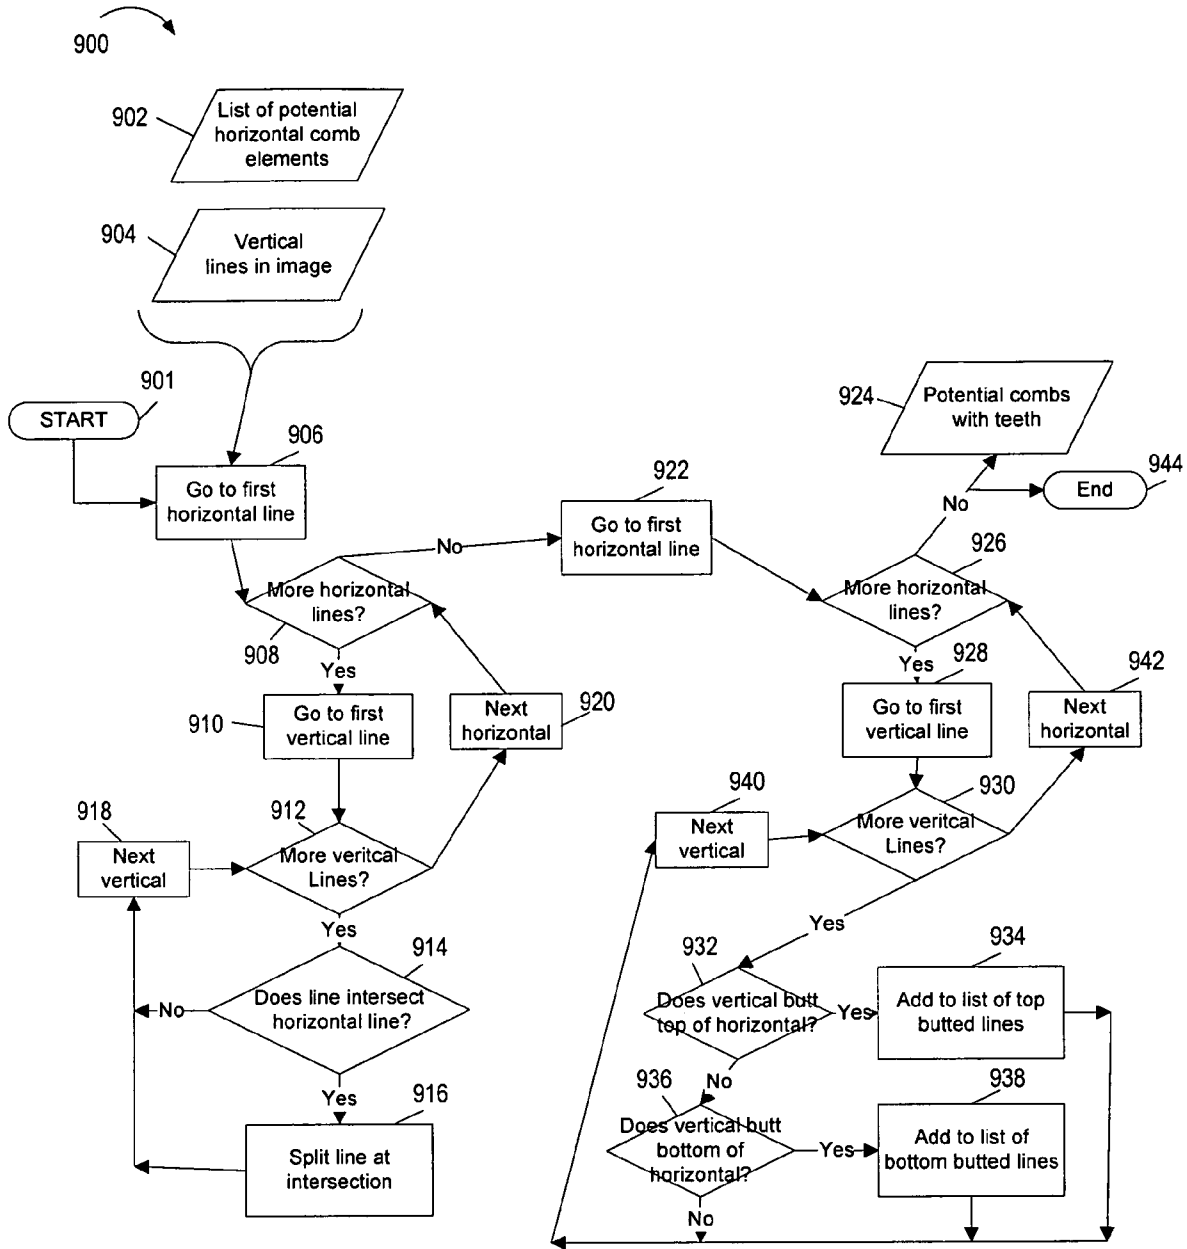 900
902
List of potential
horizontal comb
elements
904
Vertical
lines in image
901
START
906
Go to first
horizontal line
More horizontal
lines?
908
No
Yes
910
Go to first
vertical line
Next
horizontal
920
918
Next
vertical
912
More veritcal
Lines?
Yes
914
Does line intersect
horizontal line?
No
Yes
916
Split line at
intersection
922
Go to first
horizontal line
924
Potential combs
with teeth
944
End
No
926
More horizontal
lines?
Yes
928
Go to first
vertical line
942
Next
horizontal
940
Next
vertical
930
More veritcal
Lines?
Yes
932
Does vertical butt
top of horizontal?
Yes
934
Add to list of top
butted lines
No
936
Does vertical butt
bottom of
horizontal?
Yes
938
Add to list of
bottom butted lines
No